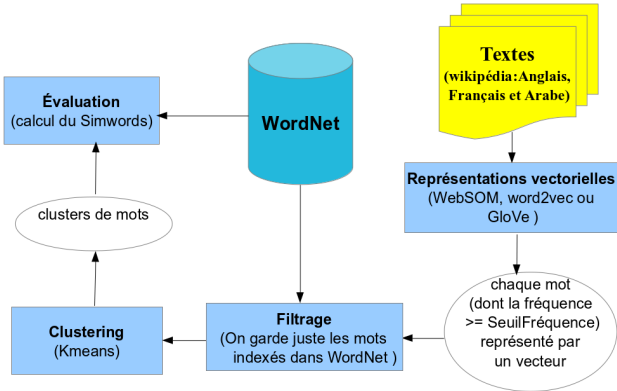 Textes
(wikipédia:Anglais,
Français et Arabe)
Évaluation
(calcul du Simwords)
WordNet
Représentations vectorielles
(WebSOM, word2vec ou
GloVe )
clusters de mots
chaque mot
(dont la fréquence
>= SeuilFréquence)
représenté par
un vecteur
Filtrage
(On garde juste les mots
indexés dans WordNet )
Clustering
(Kmeans)